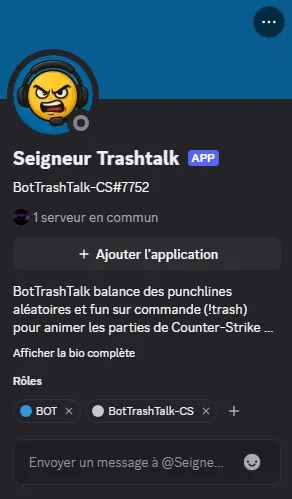 Seigneur Trashtalk APP
BotTrashTalk-CS#7752
1 serveur en commun
+ Ajouter l'application
BotTrashTalk balance des punchlines
aléatoires et fun sur commande (!trash)
pour animer les parties de Counter-Strike ...
Afficher la bio complète
Rôles
BOT × BotTrashTalk-CS × +
Envoyer un message à @Seigne...